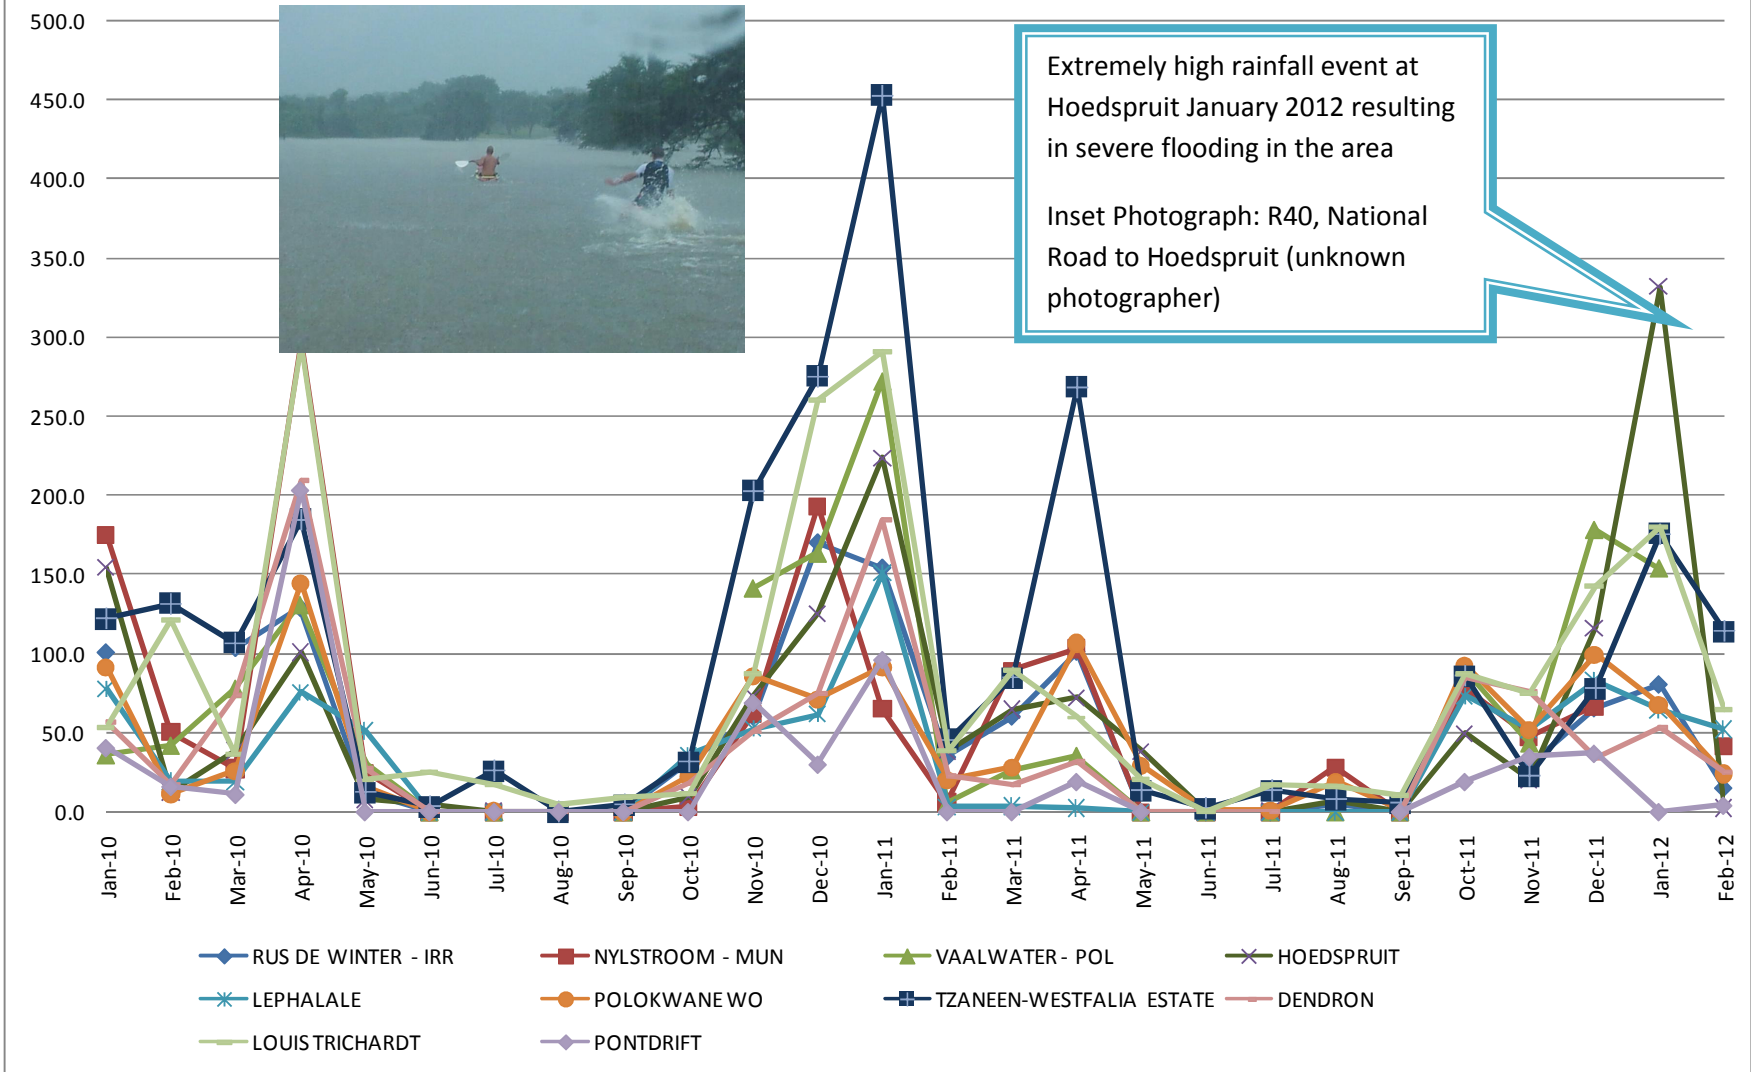 500.0
450.0
400.0
350.0
300.0
250.0
200.0
150.0
100.0
50.0
0.0
Extremely high rainfall event at
Hoedspruit January 2012 resulting
in severe flooding in the area
Inset Photograph: R40, National
Road to Hoedspruit (unknown
photographer)
Jan-10
Feb-10
Mar-10
Apr-10
May-10
Jun-10
Jul-10
Aug-10
Sep-10
Oct-10
Nov-10
Dec-10
Jan-11
Feb-11
Mar-11
Apr-11
May-11
Jun-11
Jul-11
Aug-11
Sep-11
Oct-11
Nov-11
Dec-11
Jan-12
Feb-12
RUS DE WINTER - IRR NYLSTROOM - MUN VAALWATER - POL HOEDSPRUIT
LEPHALALE POLOKWANE WO TZANEEN-WESTFALIA ESTATE DENDRON
LOUIS TRICHARDT PONTDRIFT